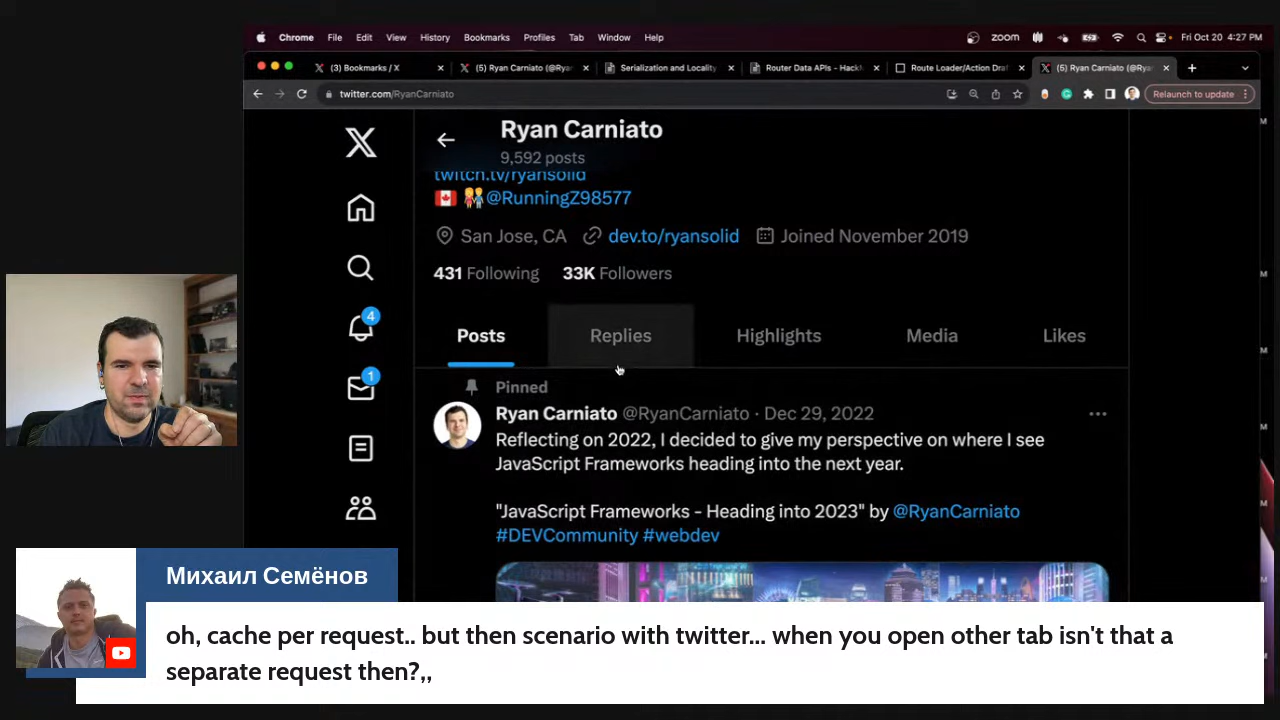 Chrome File Edit View History Bookmarks Profiles Tab Window Help
zoom Fri Oct 20 4:27 PM
(3) Bookmarks / X
(5) Ryan Carniato (@Rya
Serialization and Locality
Router Data APIs - Hack
Route Loader/Action Dra
(5) Ryan Carniato (@Rya
twitter.com/RyanCarniato
Relaunch to update
Ryan Carniato
9,592 posts
twitch.tv/ryansolid
@RunningZ98577
San Jose, CA dev.to/ryansolid Joined November 2019
431 Following 33K Followers
4
Posts Replies Highlights Media Likes
1
Pinned
Ryan Carniato @RyanCarniato · Dec 29, 2022
Reflecting on 2022, I decided to give my perspective on where I see
JavaScript Frameworks heading into the next year.
"JavaScript Frameworks - Heading into 2023" by @RyanCarniato
#DEVCommunity #webdev
Михаил Семёнов
oh, cache per request.. but then scenario with twitter... when you open other tab isn't that a
separate request then?,,